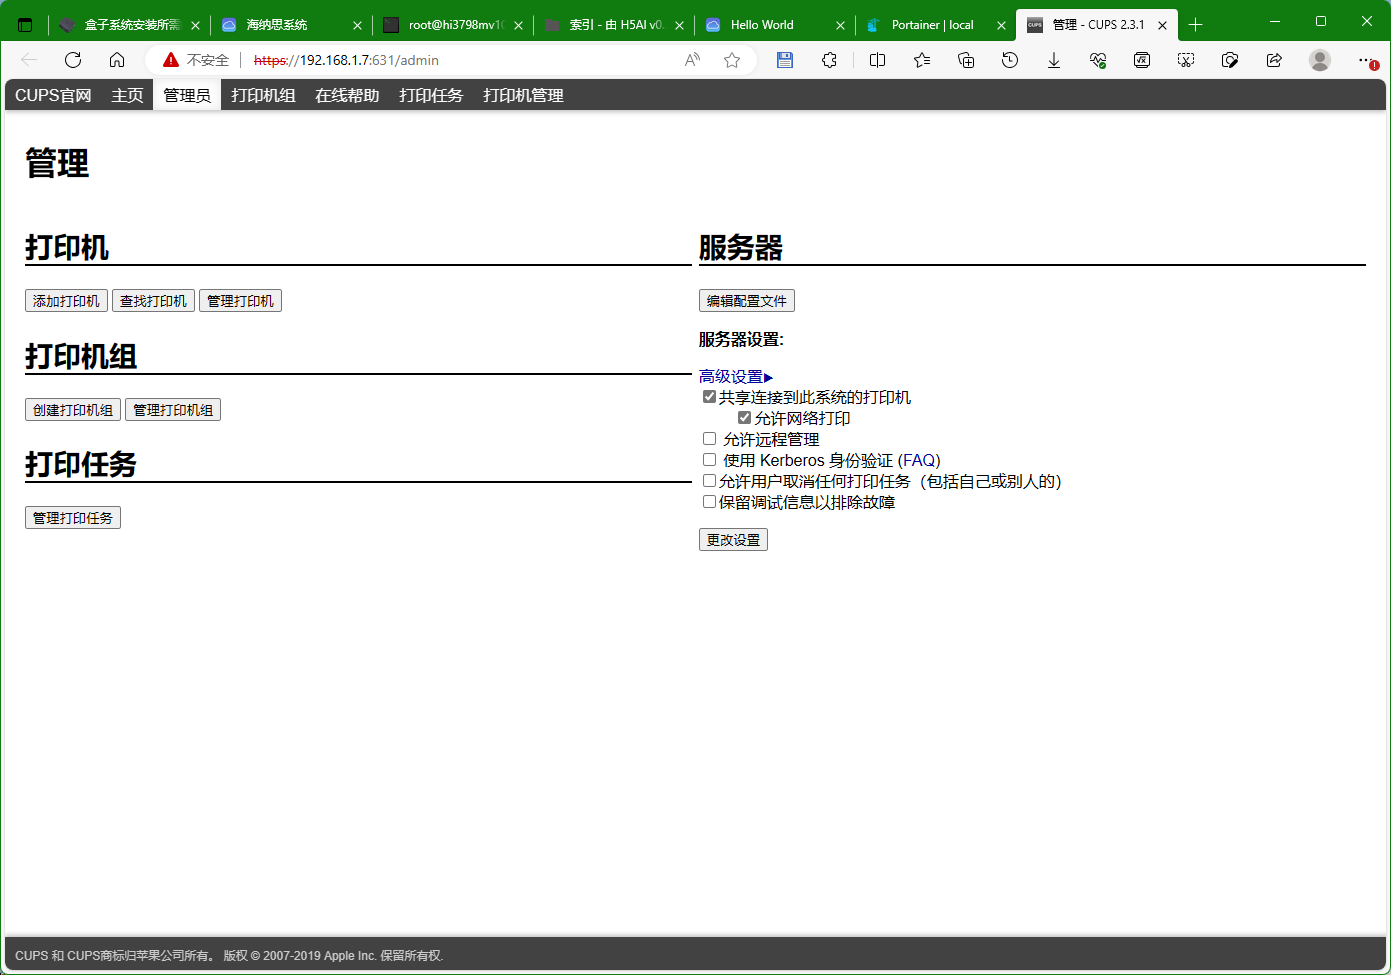 盒子系统安装所需
海纳思系统
root@hi3798mv1
索引 - 由 H5AI v0.
Hello World
Portainer | local
管理 - CUPS 2.3.1
不安全
https://192.168.1.7:631/admin
CUPS官网 主页 管理员 打印机组 在线帮助 打印任务 打印机管理
管理
打印机
添加打印机 查找打印机 管理打印机
打印机组
创建打印机组 管理打印机组
打印任务
管理打印任务
服务器
编辑配置文件
服务器设置:
高级设置▶
共享连接到此系统的打印机
允许网络打印
允许远程管理
使用 Kerberos 身份验证 (FAQ)
允许用户取消任何打印任务（包括自己或别人的）
保留调试信息以排除故障
更改设置
CUPS 和 CUPS商标归苹果公司所有。 版权 © 2007-2019 Apple Inc. 保留所有权.